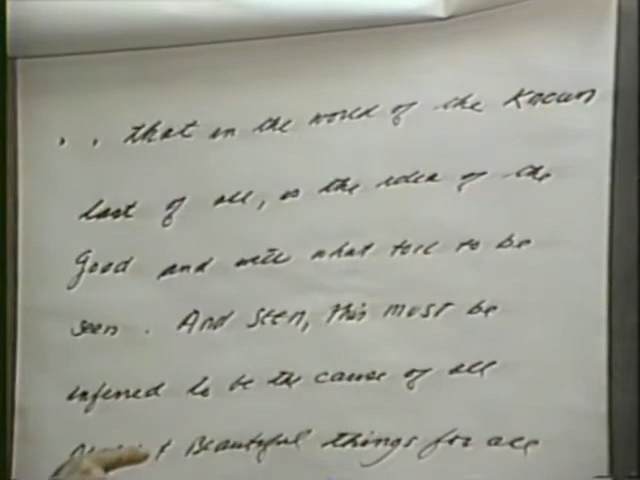 . . that in the world of the Known
last of all, is the idea of the
Good and with what toil to be
seen . And seen, this must be
inferred to be the cause of all
& Beautiful things for all